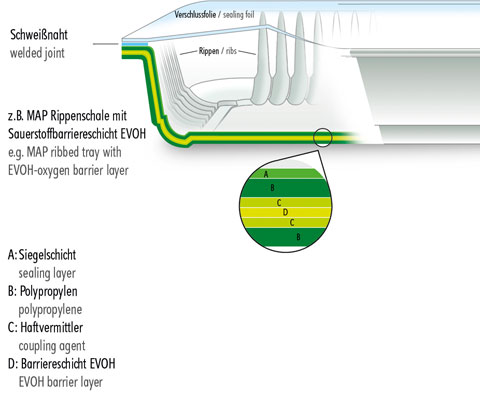 Verschlussfolie / sealing foil
Schweißnaht
welded joint
Rippen / ribs
z.B. MAP Rippenschale mit
Sauerstoffbarriereschicht EVOH
e.g. MAP ribbed tray with
EVOH-oxygen barrier layer
A
B
C
D
C
B
A: Siegelschicht
sealing layer
B: Polypropylen
polypropylene
C: Haftvermittler
coupling agent
D: Barriereschicht EVOH
EVOH barrier layer